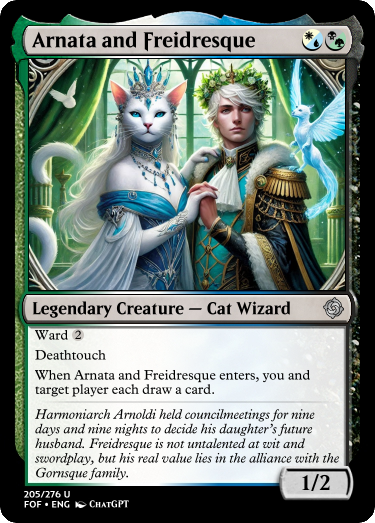 Arnata and Freidresque
Legendary Creature — Cat Wizard
Ward 2
Deathtouch
When Arnata and Freidresque enters, you and
target player each draw a card.
Harmoniarch Arnoldi held councilmeetings for nine
days and nine nights to decide his daughter's future
husband. Freidresque is not untalented at wit and
swordplay, but his real value lies in the alliance with the
Gornsque family.
1/2
205/276 U
FOF • ENG ChatGPT